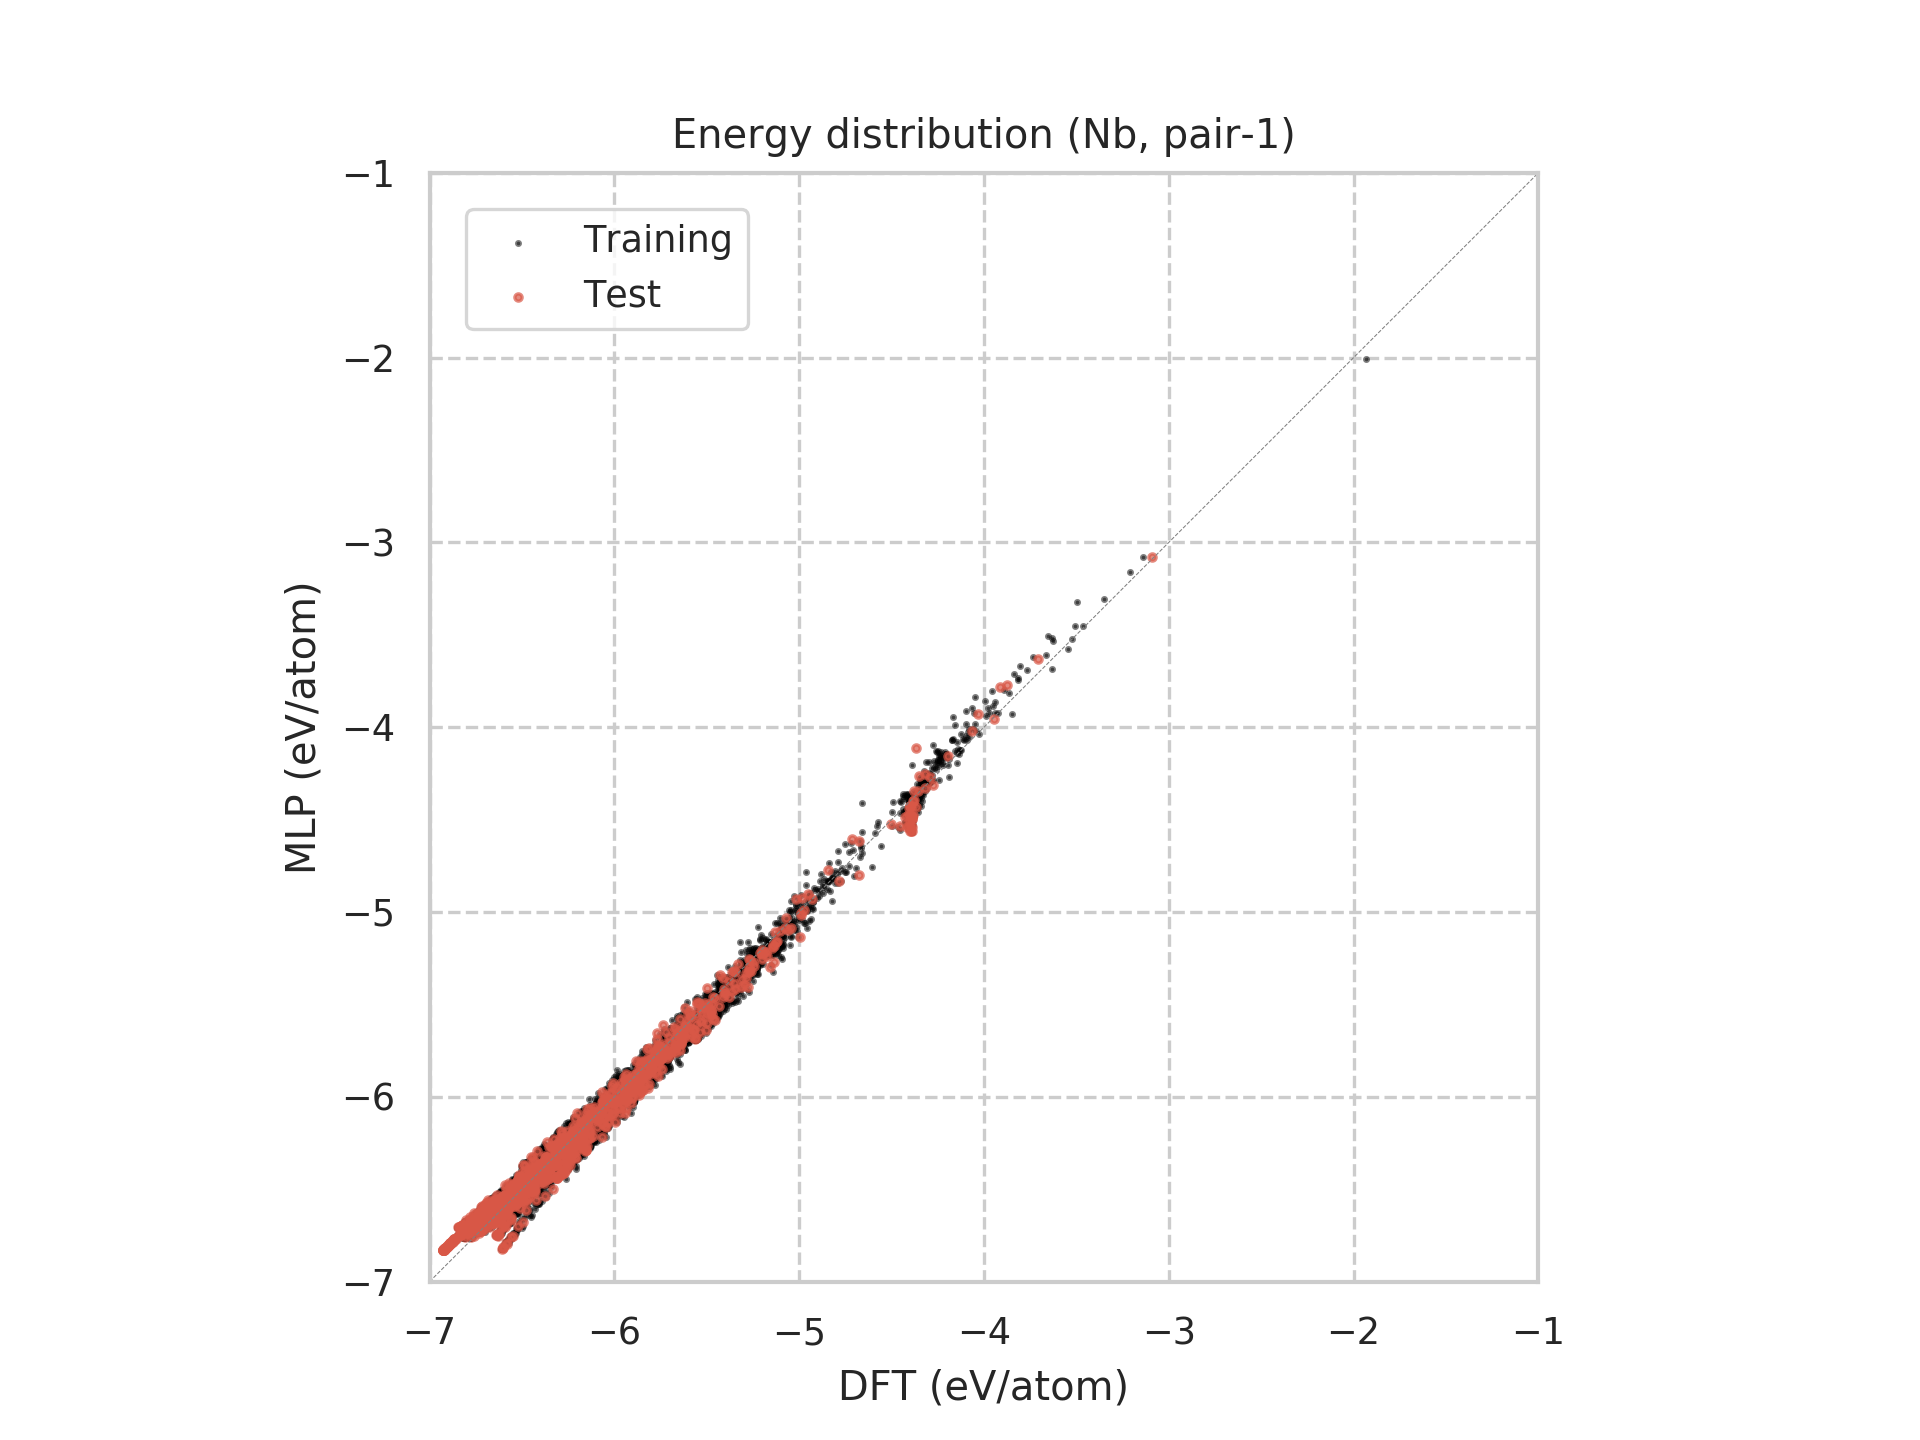 Energy distribution (Nb, pair-1)
−1
−2
−3
−4
−5
−6
−7
MLP (eV/atom)
Training
Test
−7 −6 −5 −4 −3 −2 −1
DFT (eV/atom)